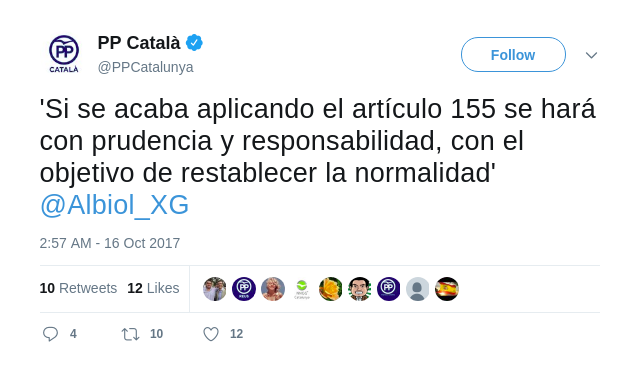 PP Català
@PPCatalunya
CATALÀ
Follow
'Si se acaba aplicando el artículo 155 se hará
con prudencia y responsabilidad, con el
objetivo de restablecer la normalidad'
@Albiol_XG
2:57 AM - 16 Oct 2017
10 Retweets 12 Likes
4 10 12